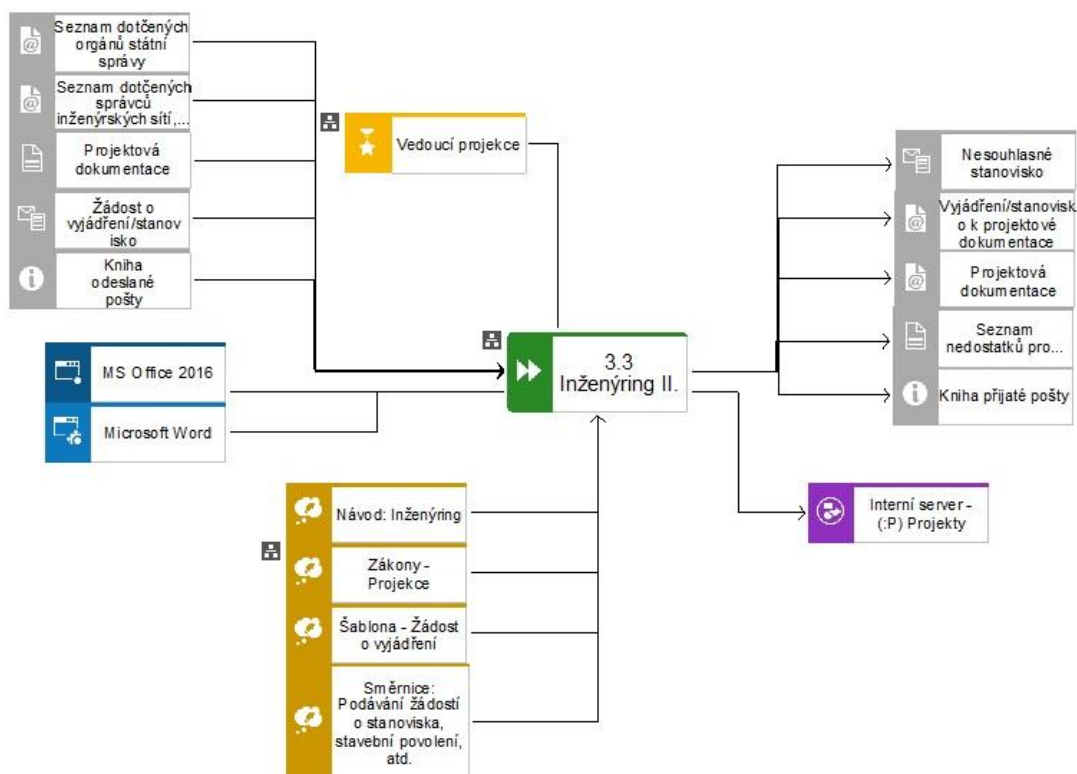 Seznam dotčených
orgánů státní
správy
Seznam dotčených
správců
inženýrských sítí,...
Projektová
dokumentace
Žádost o
vyjádření/stanov
isko
Kniha
odeslané
pošty
Vedoucí projekce
MS Office 2016
Microsoft Word
3.3
Inženýring II.
Návod: Inženýring
Zákony -
Projekce
Šablona - Žádost
o vyjádření
Směrnice:
Podávání žádostí
o stanoviska,
stavební povolení,
atd.
Nesouhlasné
stanovisko
Vyjádření/stanovisk
o k projektové
dokumentace
Projektová
dokumentace
Seznam
nedostatků pro...
Kniha přijaté pošty
Interní server -
(:P) Projekty